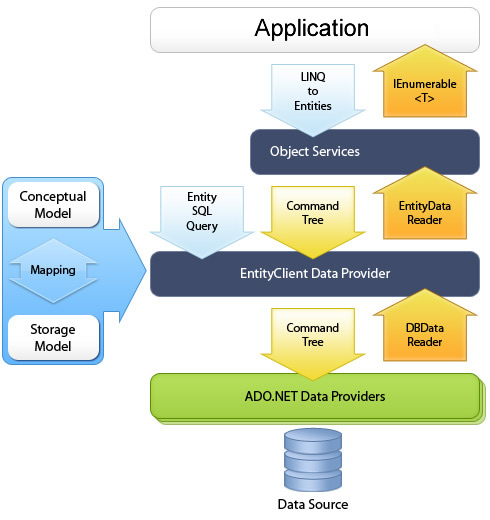 Application
LINQ
to
Entities
IEnumerable
<T>
Object Services
Conceptual
Model
Mapping
Storage
Model
Entity
SQL
Query
Command
Tree
EntityData
Reader
EntityClient Data Provider
Command
Tree
DBData
Reader
ADO.NET Data Providers
Data Source